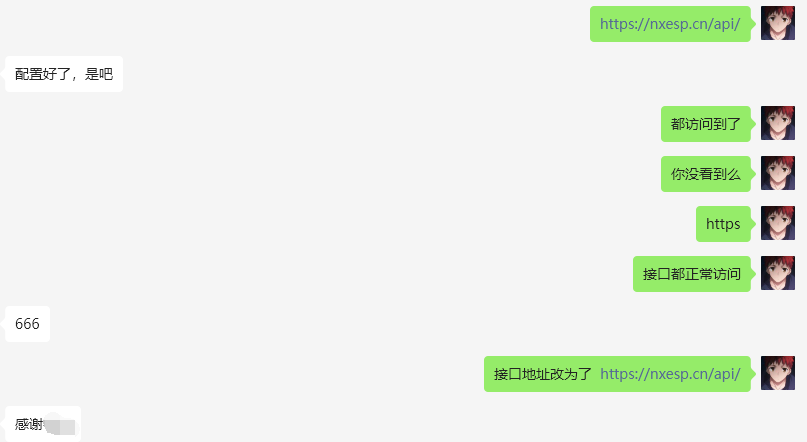 https://nxesp.cn/api/
配置好了，是吧
都访问到了
你没看到么
https
接口都正常访问
666
接口地址改为了 https://nxesp.cn/api/
感谢